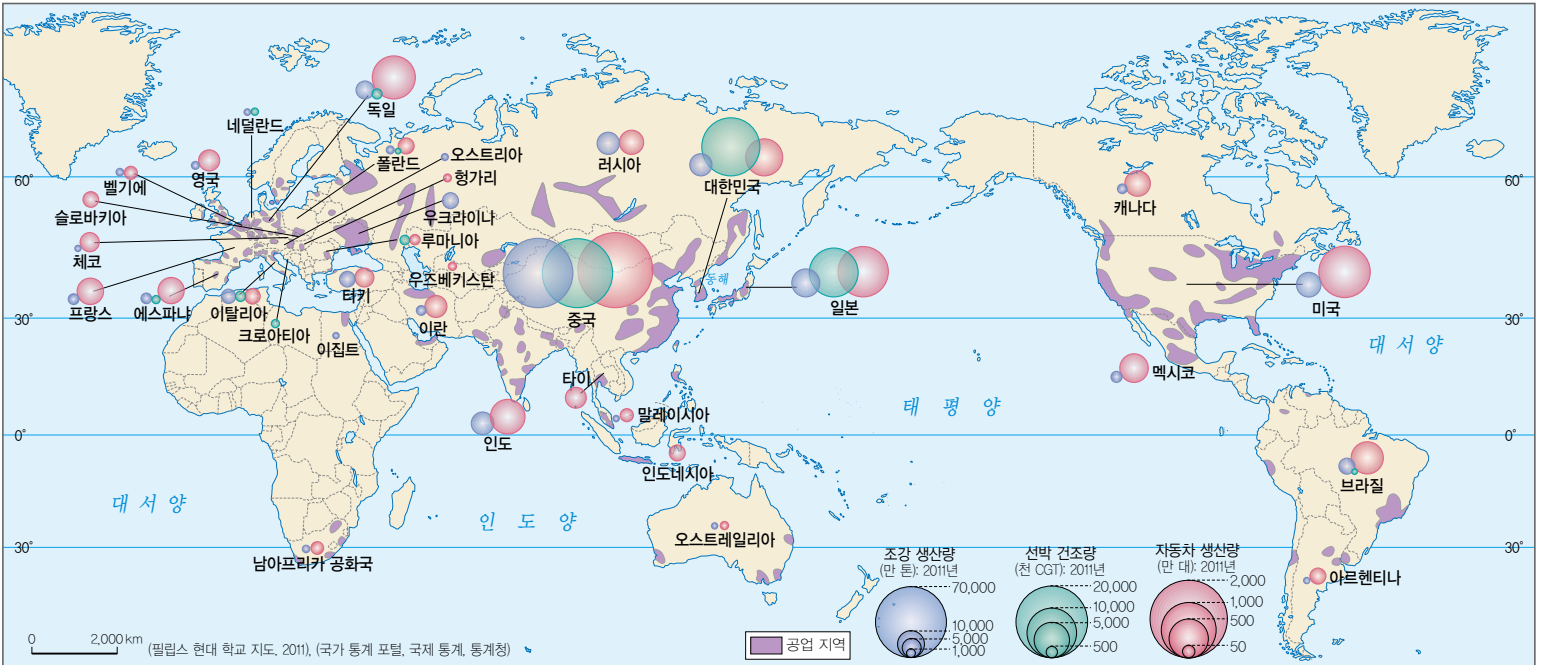 독일
네덜란드
폴란드
오스트리아
러시아
벨기에
영국
헝가리
대한민국
60°
60°
캐나다
슬로바키아
우크라이나
루마니아
체코
우즈베키스탄
동해
프랑스
에스파냐
이탈리아
터키
이란
중국
일본
미국
30°
30°
크로아티아
이집트
대서양
타이
멕시코
태평양
말레이시아
0°
인도
0°
인도네시아
브라질
대서양
인도양
오스트레일리아
30°
30°
남아프리카 공화국
아르헨티나
조강 생산량
(만 톤): 2011년
70,000
10,000
5,000
1,000
선박 건조량
(천 CGT): 2011년
20,000
10,000
5,000
500
자동차 생산량
(만 대): 2011년
2,000
1,000
500
50
공업 지역
0 2,000 km
(필립스 현대 학교 지도, 2011), (국가 통계 포털, 국제 통계, 통계청)